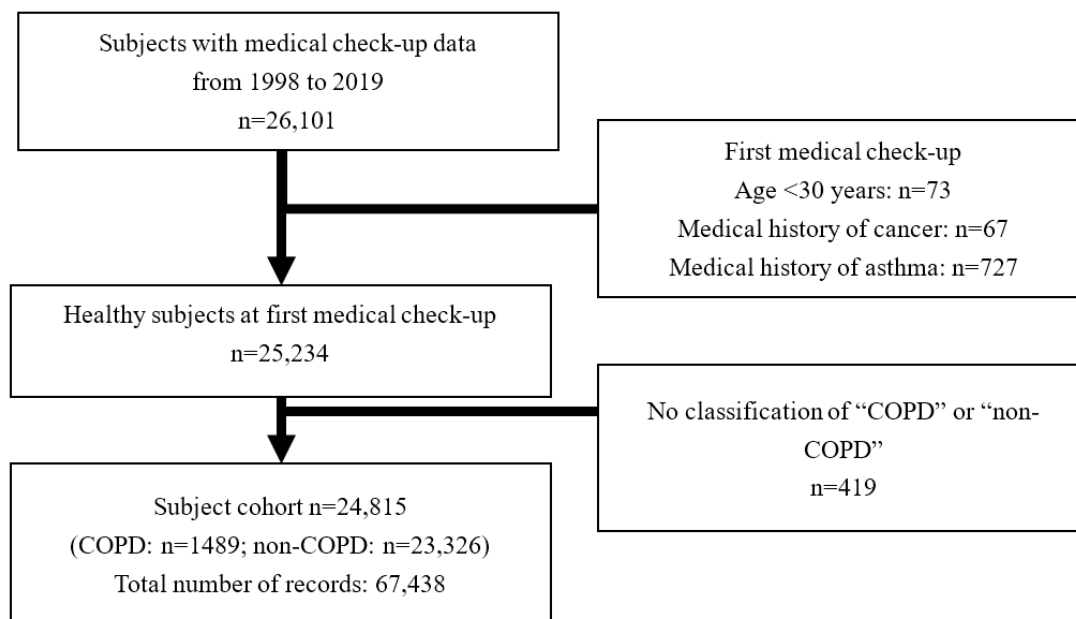 Subjects with medical check-up data
from 1998 to 2019
n=26,101
First medical check-up
Age <30 years: n=73
Medical history of cancer: n=67
Medical history of asthma: n=727
Healthy subjects at first medical check-up
n=25,234
No classification of “COPD” or “non-
COPD”
n=419
Subject cohort n=24,815
(COPD: n=1489; non-COPD: n=23,326)
Total number of records: 67,438